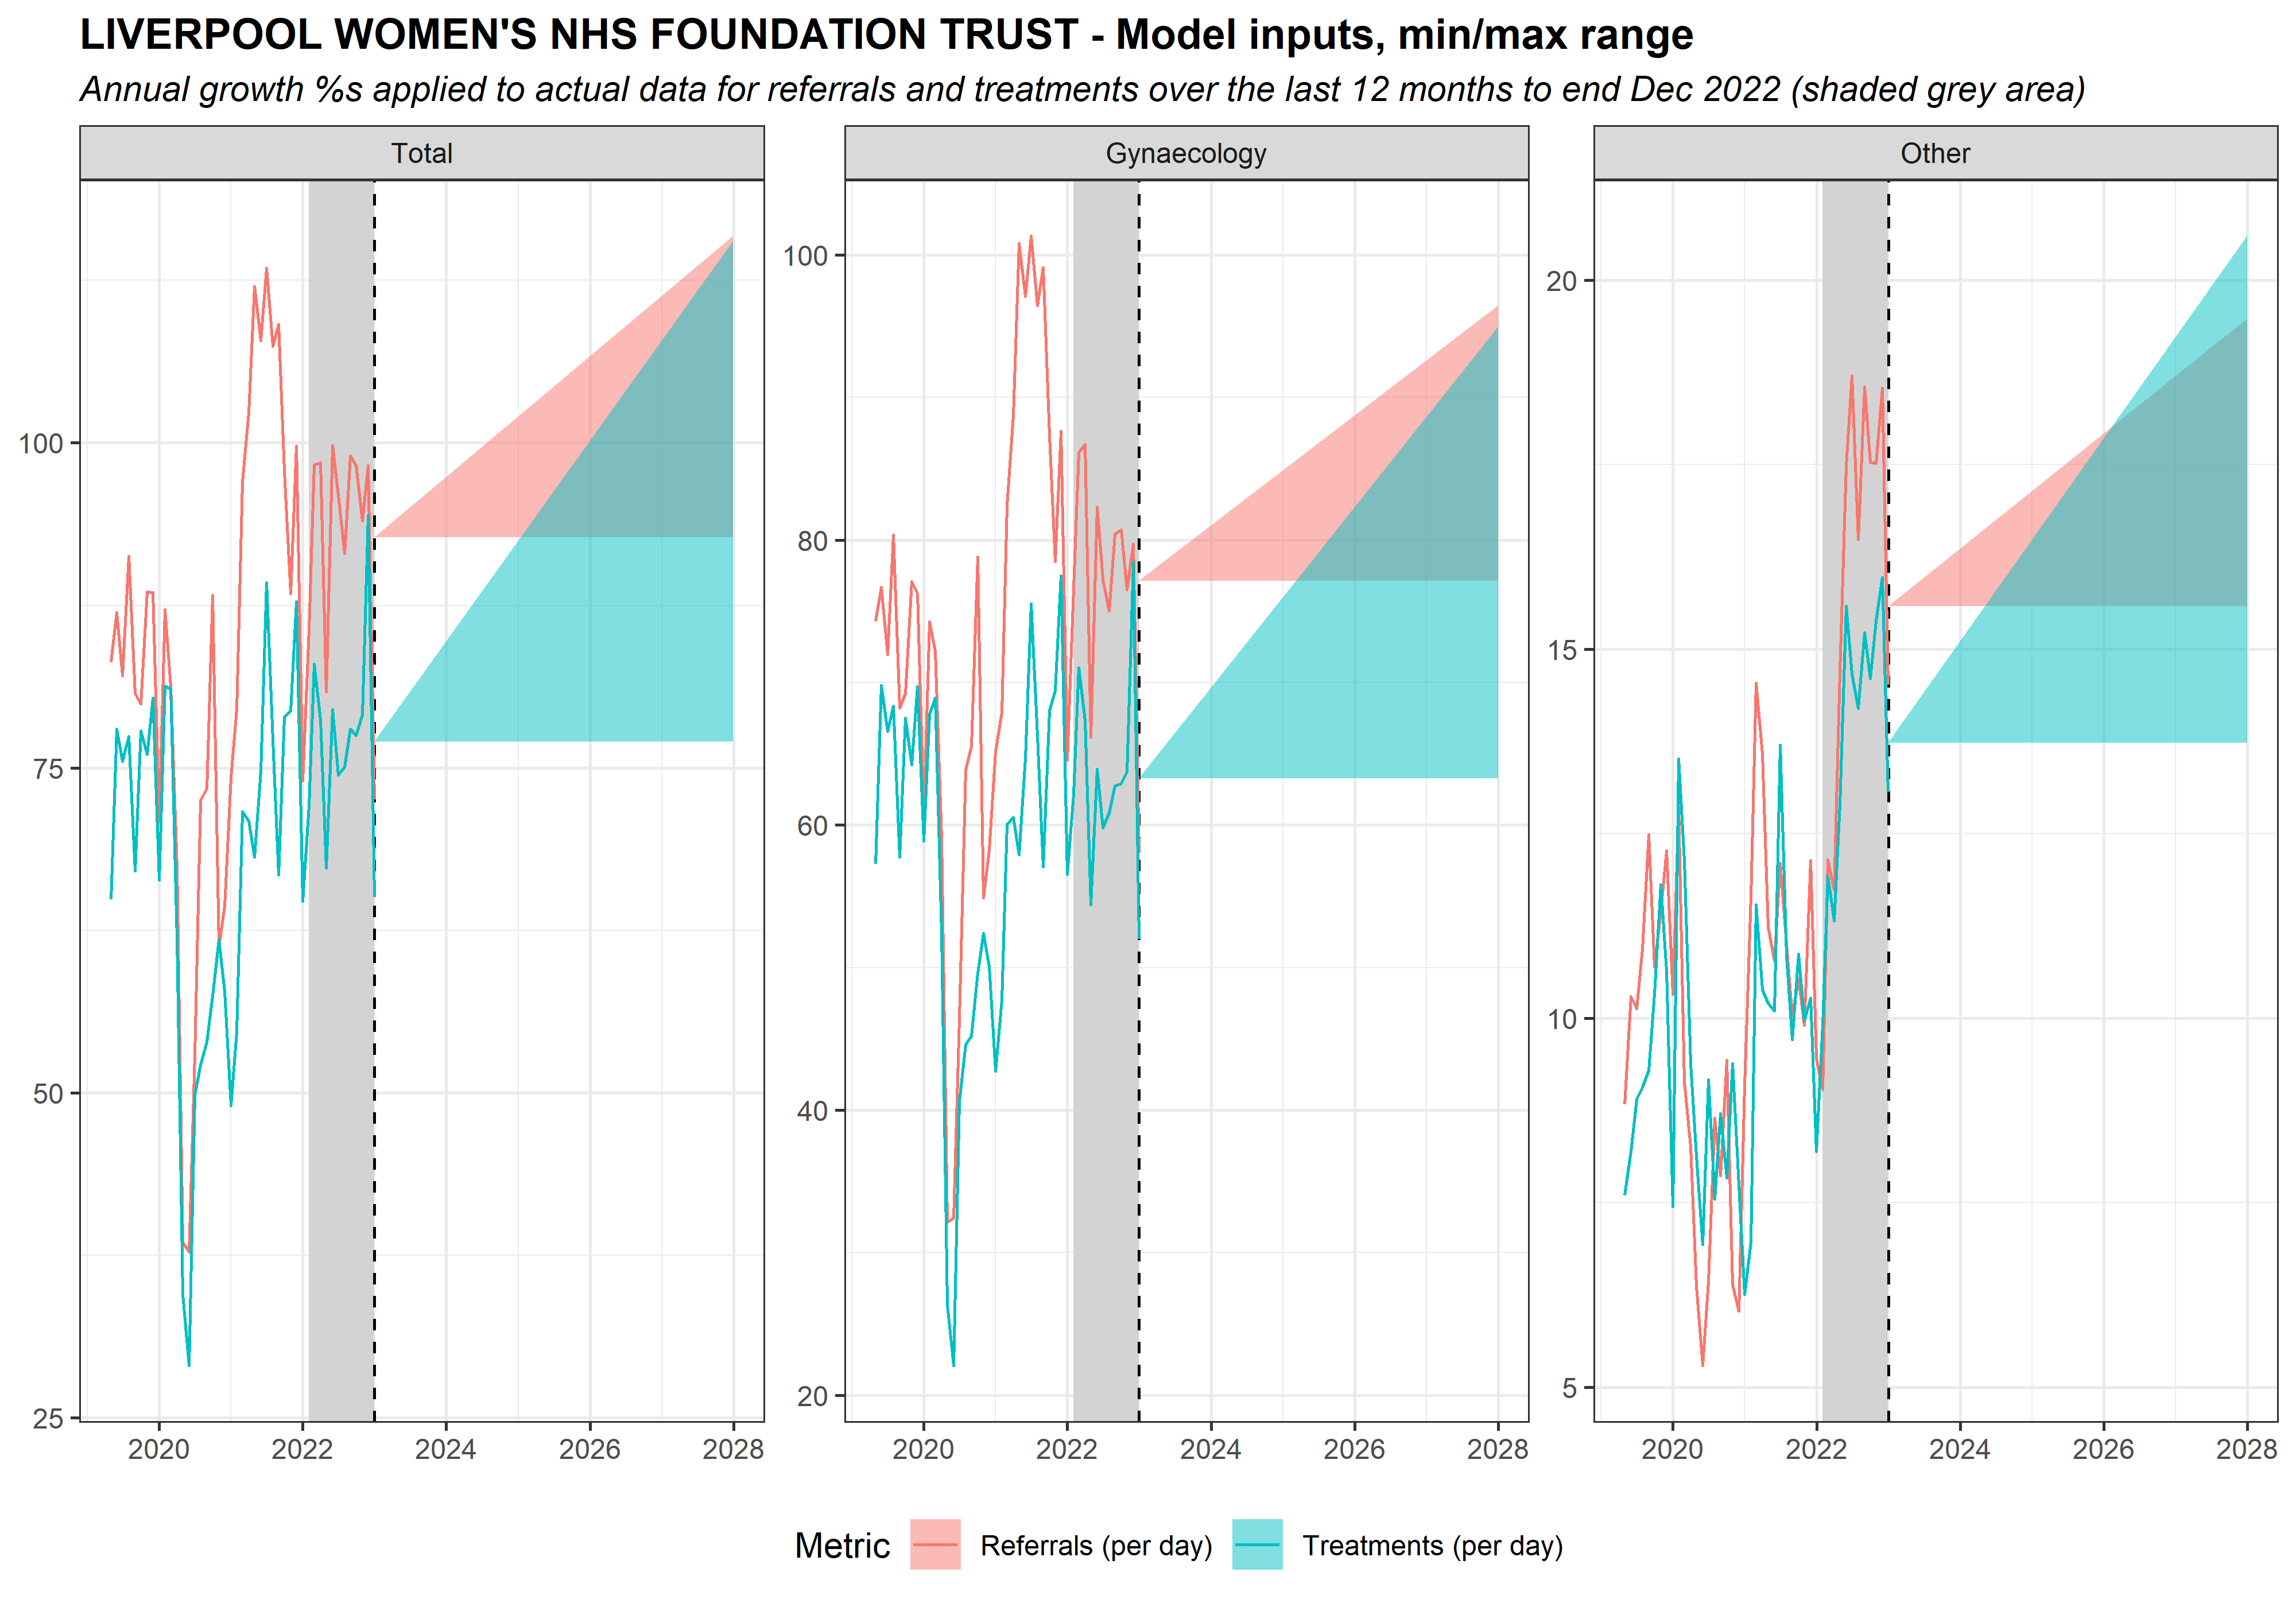 LIVERPOOL WOMEN'S NHS FOUNDATION TRUST - Model inputs, min/max range
Annual growth %s applied to actual data for referrals and treatments over the last 12 months to end Dec 2022 (shaded grey area)
Total
Gynaecology
Other
100
75
50
25
100
80
60
40
20
20
15
10
5
2020 2022 2024 2026 2028
2020 2022 2024 2026 2028
2020 2022 2024 2026 2028
Metric Referrals (per day) Treatments (per day)